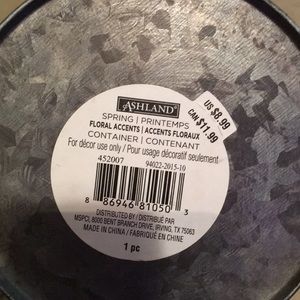 ASHLAND®
US $8.99
CAN $11.99
SPRING | PRINTEMPS
FLORAL ACCENTS | ACCENTS FLORAUX
CONTAINER | CONTENANT
For décor use only / Pour usage décoratif seulement
452007
94022-2015-10
8 86946 81050 3
DISTRIBUTED BY / DISTRIBUÉ PAR
MSPCI, 8000 BENT BRANCH DRIVE, IRVING, TX 75063
MADE IN CHINA / FABRIQUÉ EN CHINE
1 pc